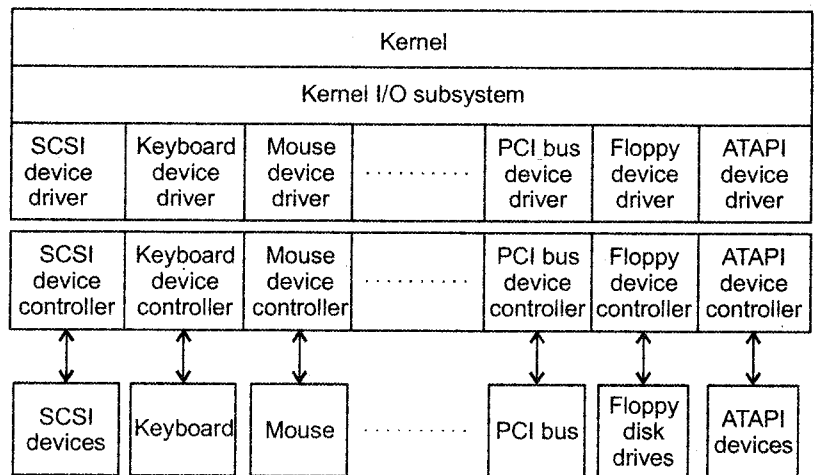 Kernel
Kernel I/O subsystem
SCSI device driver
Keyboard device driver
Mouse device driver
..........
PCI bus device driver
Floppy device driver
ATAPI device driver
SCSI device controller
Keyboard device controller
Mouse device controller
..........
PCI bus device controller
Floppy device controller
ATAPI device controller
SCSI devices
Keyboard
Mouse
..........
PCI bus
Floppy disk drives
ATAPI devices